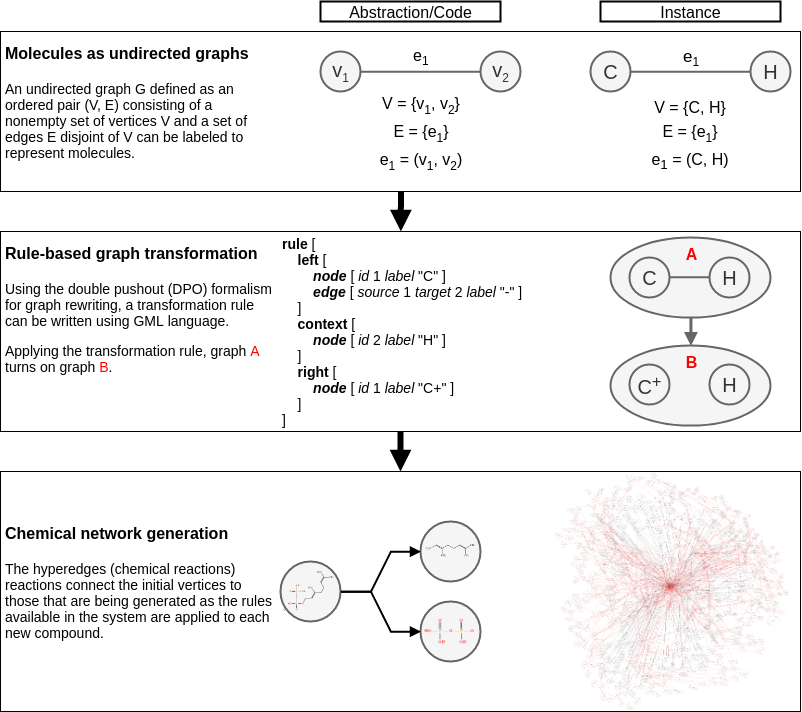 Abstraction/Code
Instance
Molecules as undirected graphs
An undirected graph G defined as an
ordered pair (V, E) consisting of a
nonempty set of vertices V and a set of
edges E disjoint of V can be labeled to
represent molecules.
v1
e1
v2
V = {v1, v2}
E = {e1}
e1 = (v1, v2)
C
e1
H
V = {C, H}
E = {e1}
e1 = (C, H)
Rule-based graph transformation
Using the double pushout (DPO) formalism
for graph rewriting, a transformation rule
can be written using GML language.
Applying the transformation rule, graph A
turns on graph B.
rule [
left [
node [ id 1 label "C" ]
edge [ source 1 target 2 label "-" ]
]
context [
node [ id 2 label "H" ]
]
right [
node [ id 1 label "C+" ]
]
]
A
C
H
B
C+
H
Chemical network generation
The hyperedges (chemical reactions)
reactions connect the initial vertices to
those that are being generated as the rules
available in the system are applied to each
new compound.